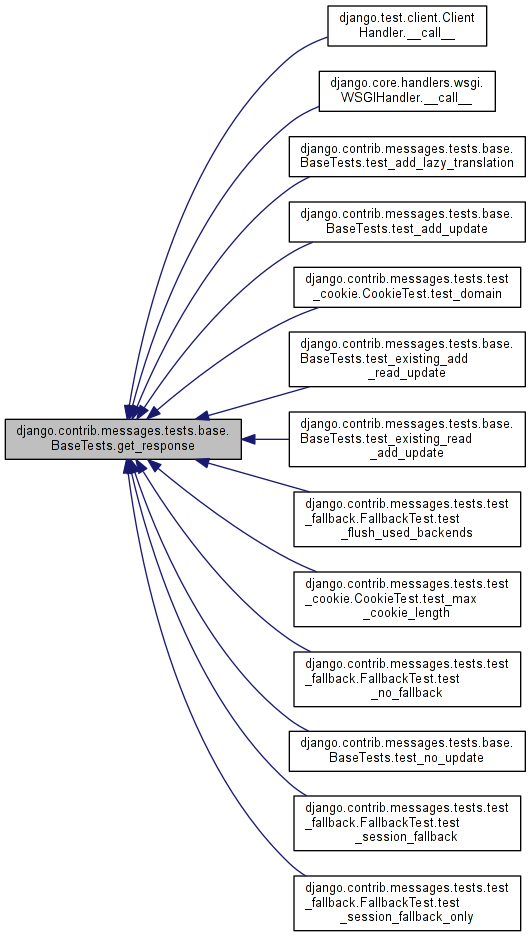 django.test.client.Client
Handler.__call__
django.core.handlers.wsgi.
WSGIHandler.__call__
django.contrib.messages.tests.base.
BaseTests.test_add_lazy_translation
django.contrib.messages.tests.base.
BaseTests.test_add_update
django.contrib.messages.tests.test
_cookie.CookieTest.test_domain
django.contrib.messages.tests.base.
BaseTests.test_existing_add
_read_update
django.contrib.messages.tests.base.
BaseTests.get_response
django.contrib.messages.tests.base.
BaseTests.test_existing_read
_add_update
django.contrib.messages.tests.test
_fallback.FallbackTest.test
_flush_used_backends
django.contrib.messages.tests.test
_cookie.CookieTest.test_max
_cookie_length
django.contrib.messages.tests.test
_fallback.FallbackTest.test
_no_fallback
django.contrib.messages.tests.base.
BaseTests.test_no_update
django.contrib.messages.tests.test
_fallback.FallbackTest.test
_session_fallback
django.contrib.messages.tests.test
_fallback.FallbackTest.test
_session_fallback_only